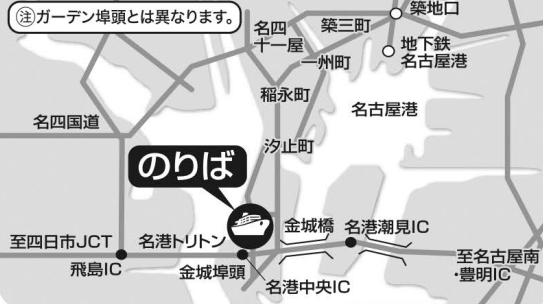 注ガーデン埠頭とは異なります。
築地口
築三町
名四
十一屋
地下鉄
名古屋港
一州町
稲永町
名古屋港
名四国道
汐止町
のりば
金城橋
名港潮見IC
至四日市JCT
名港トリトン
飛島IC
金城埠頭
至名古屋南
・豊明IC
名港中央IC